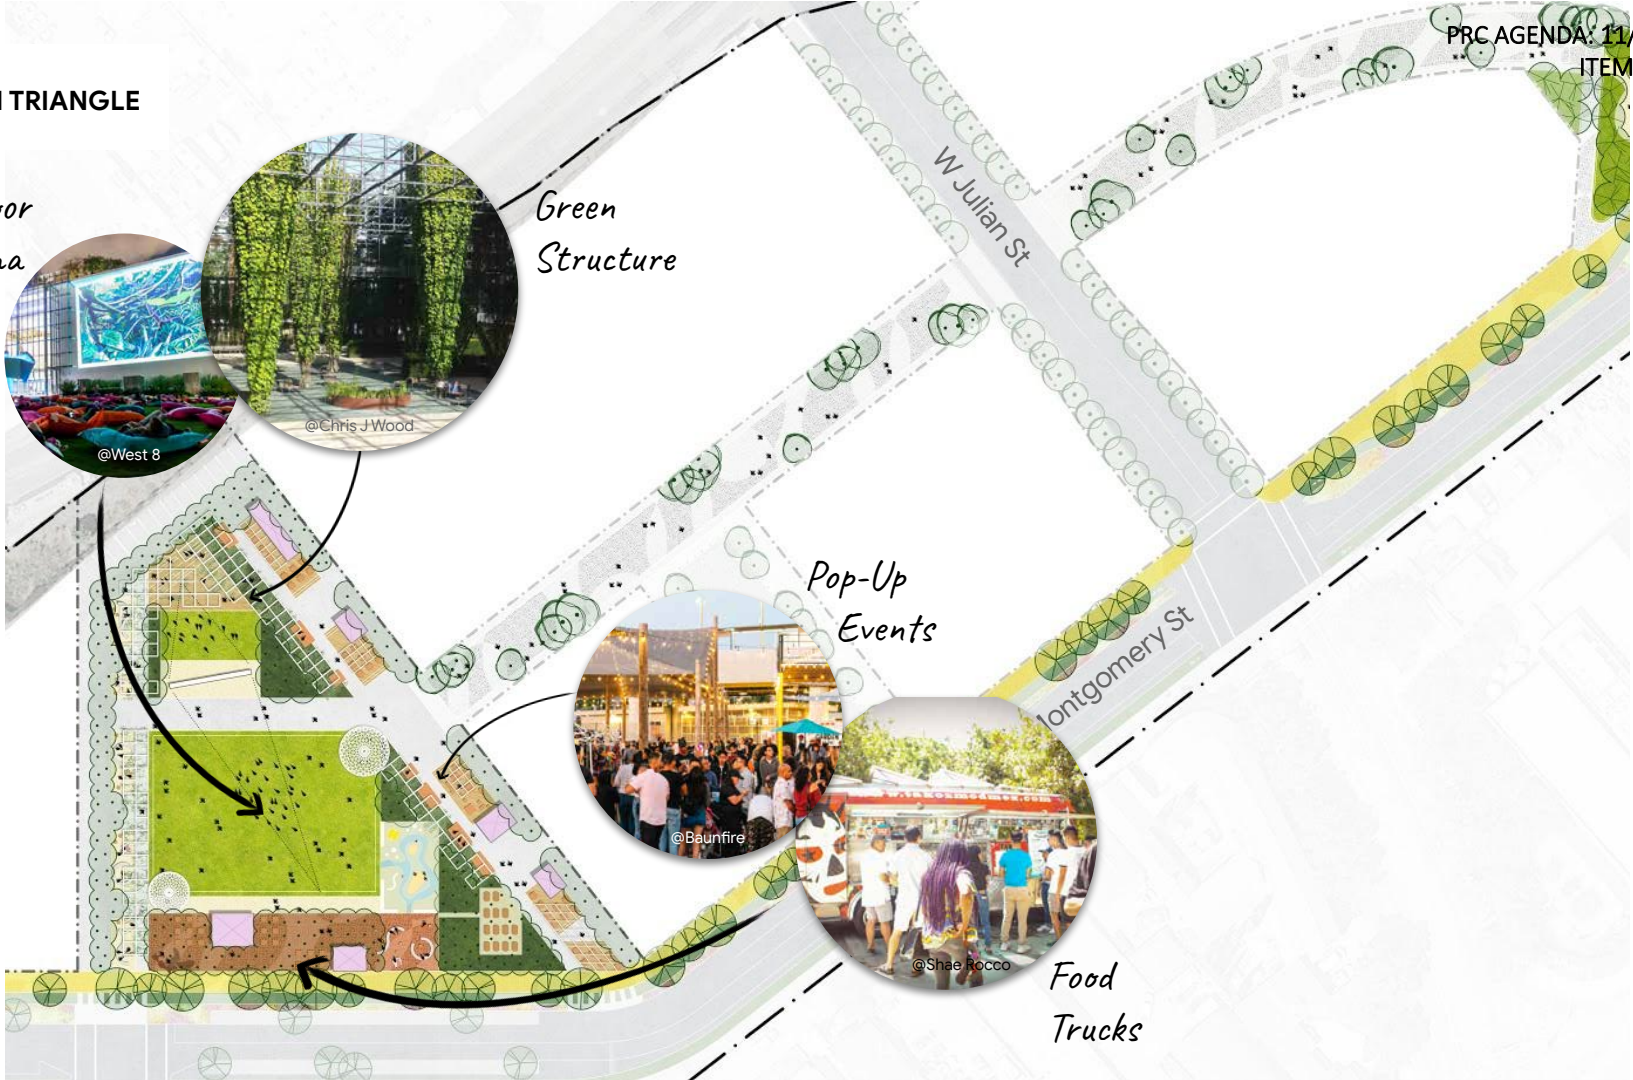 PRC AGENDA: 11/
ITEM
TRIANGLE
W Julian St
Green
Structure
@Chris J Wood
@West 8
Pop-Up
Events
Montgomery St
@Baunfire
@Shae Rocco
Food
Trucks